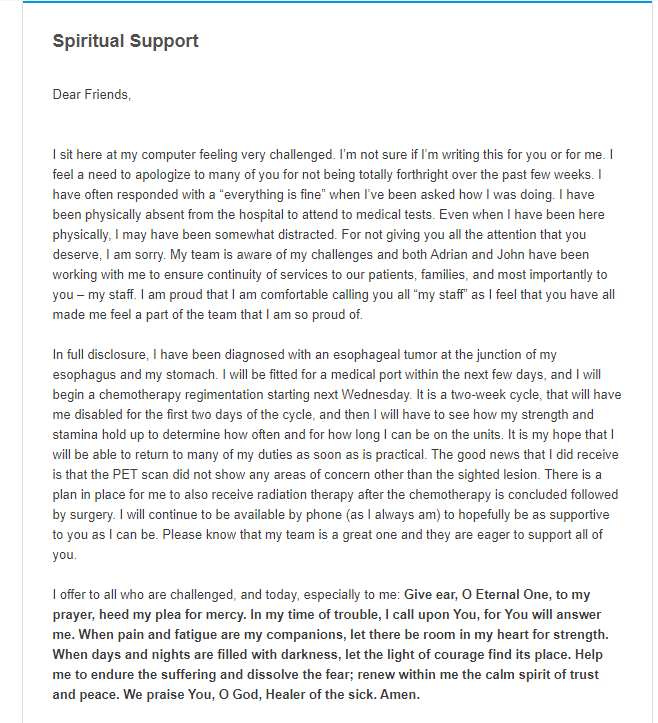 Spiritual Support
Dear Friends,
I sit here at my computer feeling very challenged. I’m not sure if I’m writing this for you or for me. I
feel a need to apologize to many of you for not being totally forthright over the past few weeks. I
have often responded with a “everything is fine” when I’ve been asked how I was doing. I have
been physically absent from the hospital to attend to medical tests. Even when I have been here
physically, I may have been somewhat distracted. For not giving you all the attention that you
deserve, I am sorry. My team is aware of my challenges and both Adrian and John have been
working with me to ensure continuity of services to our patients, families, and most importantly to
you – my staff. I am proud that I am comfortable calling you all “my staff” as I feel that you have all
made me feel a part of the team that I am so proud of.
In full disclosure, I have been diagnosed with an esophageal tumor at the junction of my
esophagus and my stomach. I will be fitted for a medical port within the next few days, and I will
begin a chemotherapy regimentation starting next Wednesday. It is a two-week cycle, that will have
me disabled for the first two days of the cycle, and then I will have to see how my strength and
stamina hold up to determine how often and for how long I can be on the units. It is my hope that I
will be able to return to many of my duties as soon as is practical. The good news that I did receive
is that the PET scan did not show any areas of concern other than the sighted lesion. There is a
plan in place for me to also receive radiation therapy after the chemotherapy is concluded followed
by surgery. I will continue to be available by phone (as I always am) to hopefully be as supportive
to you as I can be. Please know that my team is a great one and they are eager to support all of
you.
I offer to all who are challenged, and today, especially to me: Give ear, O Eternal One, to my
prayer, heed my plea for mercy. In my time of trouble, I call upon You, for You will answer
me. When pain and fatigue are my companions, let there be room in my heart for strength.
When days and nights are filled with darkness, let the light of courage find its place. Help
me to endure the suffering and dissolve the fear; renew within me the calm spirit of trust
and peace. We praise You, O God, Healer of the sick. Amen.